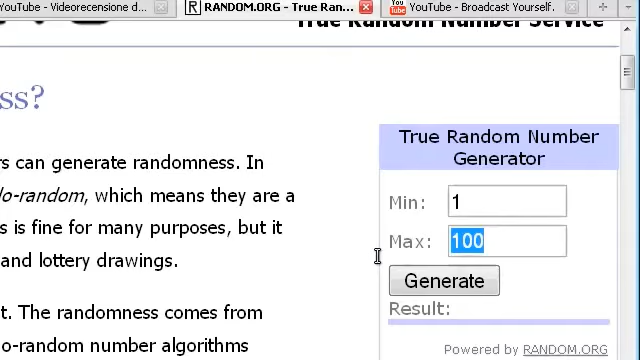 YouTube - Videorecensione d...
RANDOM.ORG - True Ran...
YouTube - Broadcast Yourself.
True Random Number Service
ss?
rs can generate randomness. In
lo-random, which means they are a
s is fine for many purposes, but it
and lottery drawings.
t. The randomness comes from
o-random number algorithms
True Random Number
Generator
Min: 1
Max: 100
Generate
Result:
Powered by RANDOM.ORG